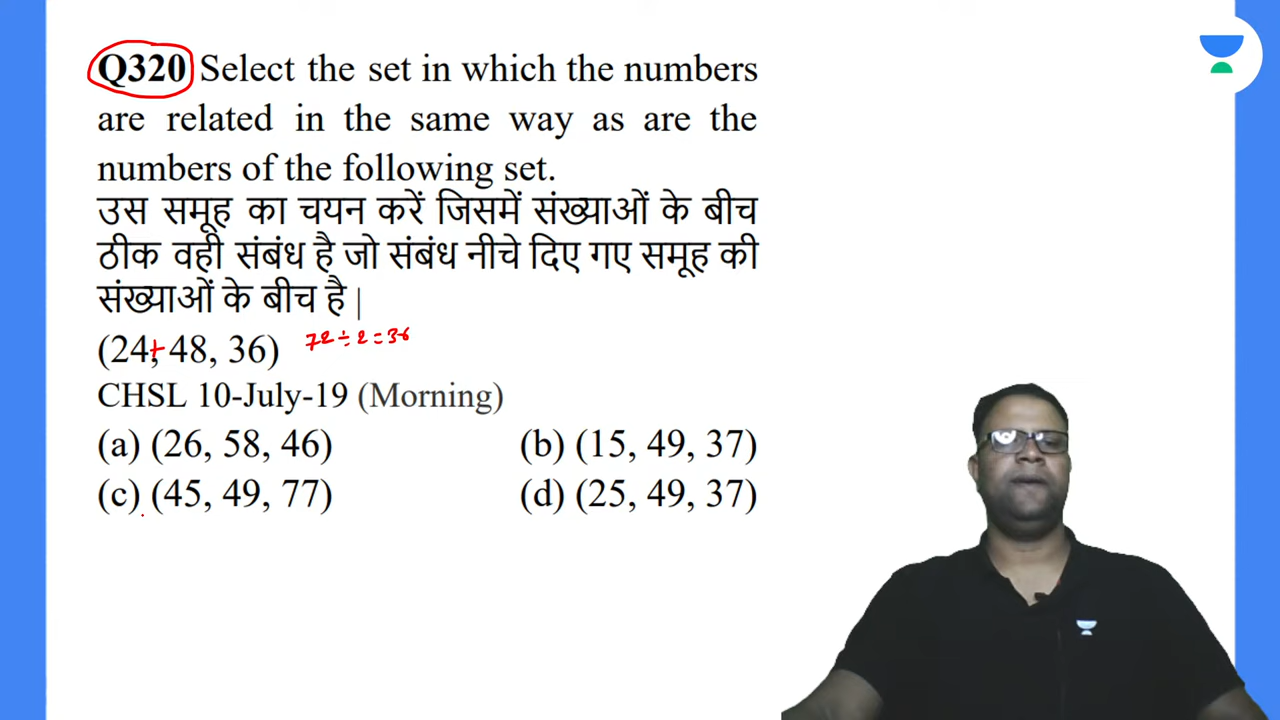 Q320 Select the set in which the numbers
are related in the same way as are the
numbers of the following set.
उस समूह का चयन करें जिसमें संख्याओं के बीच
ठीक वही संबंध है जो संबंध नीचे दिए गए समूह की
संख्याओं के बीच है |
(24, + 48, 36) 72 ÷ 2 = 36
CHSL 10-July-19 (Morning)
(a) (26, 58, 46) (b) (15, 49, 37)
(c) (45, 49, 77) (d) (25, 49, 37)